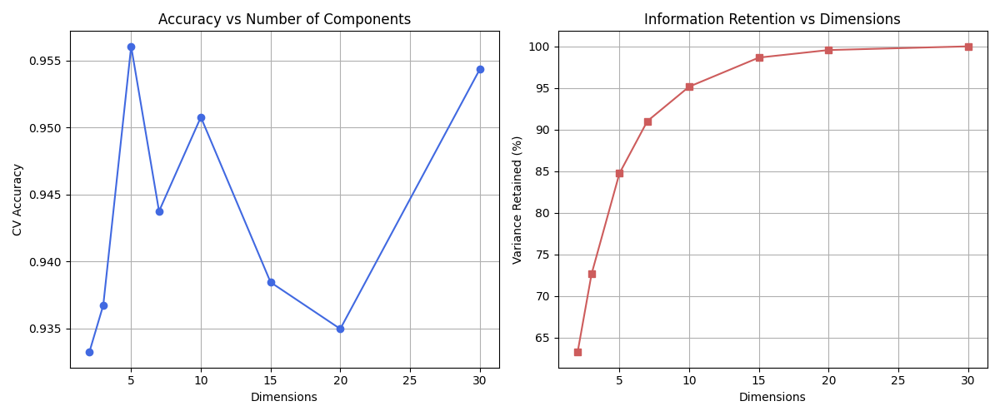 Accuracy vs Number of Components
CV Accuracy
0.955
0.950
0.945
0.940
0.935
5 10 15 20 25 30
Dimensions
Information Retention vs Dimensions
Variance Retained (%)
100
95
90
85
80
75
70
65
5 10 15 20 25 30
Dimensions